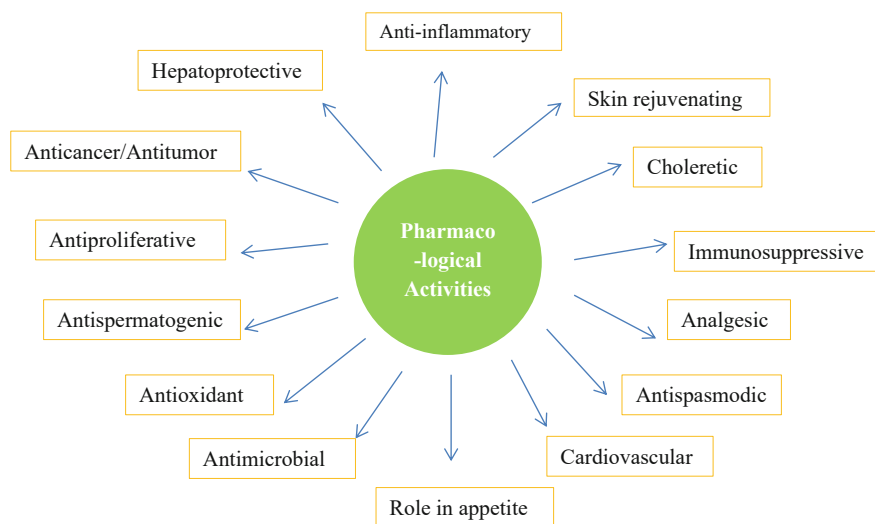 Anti-inflammatory
Hepatoprotective
Skin rejuvenating
Anticancer/Antitumor
Choleretic
Pharmaco
-logical
Activities
Antiproliferative
Immunosuppressive
Antispermatogenic
Analgesic
Antioxidant
Antispasmodic
Antimicrobial
Cardiovascular
Role in appetite